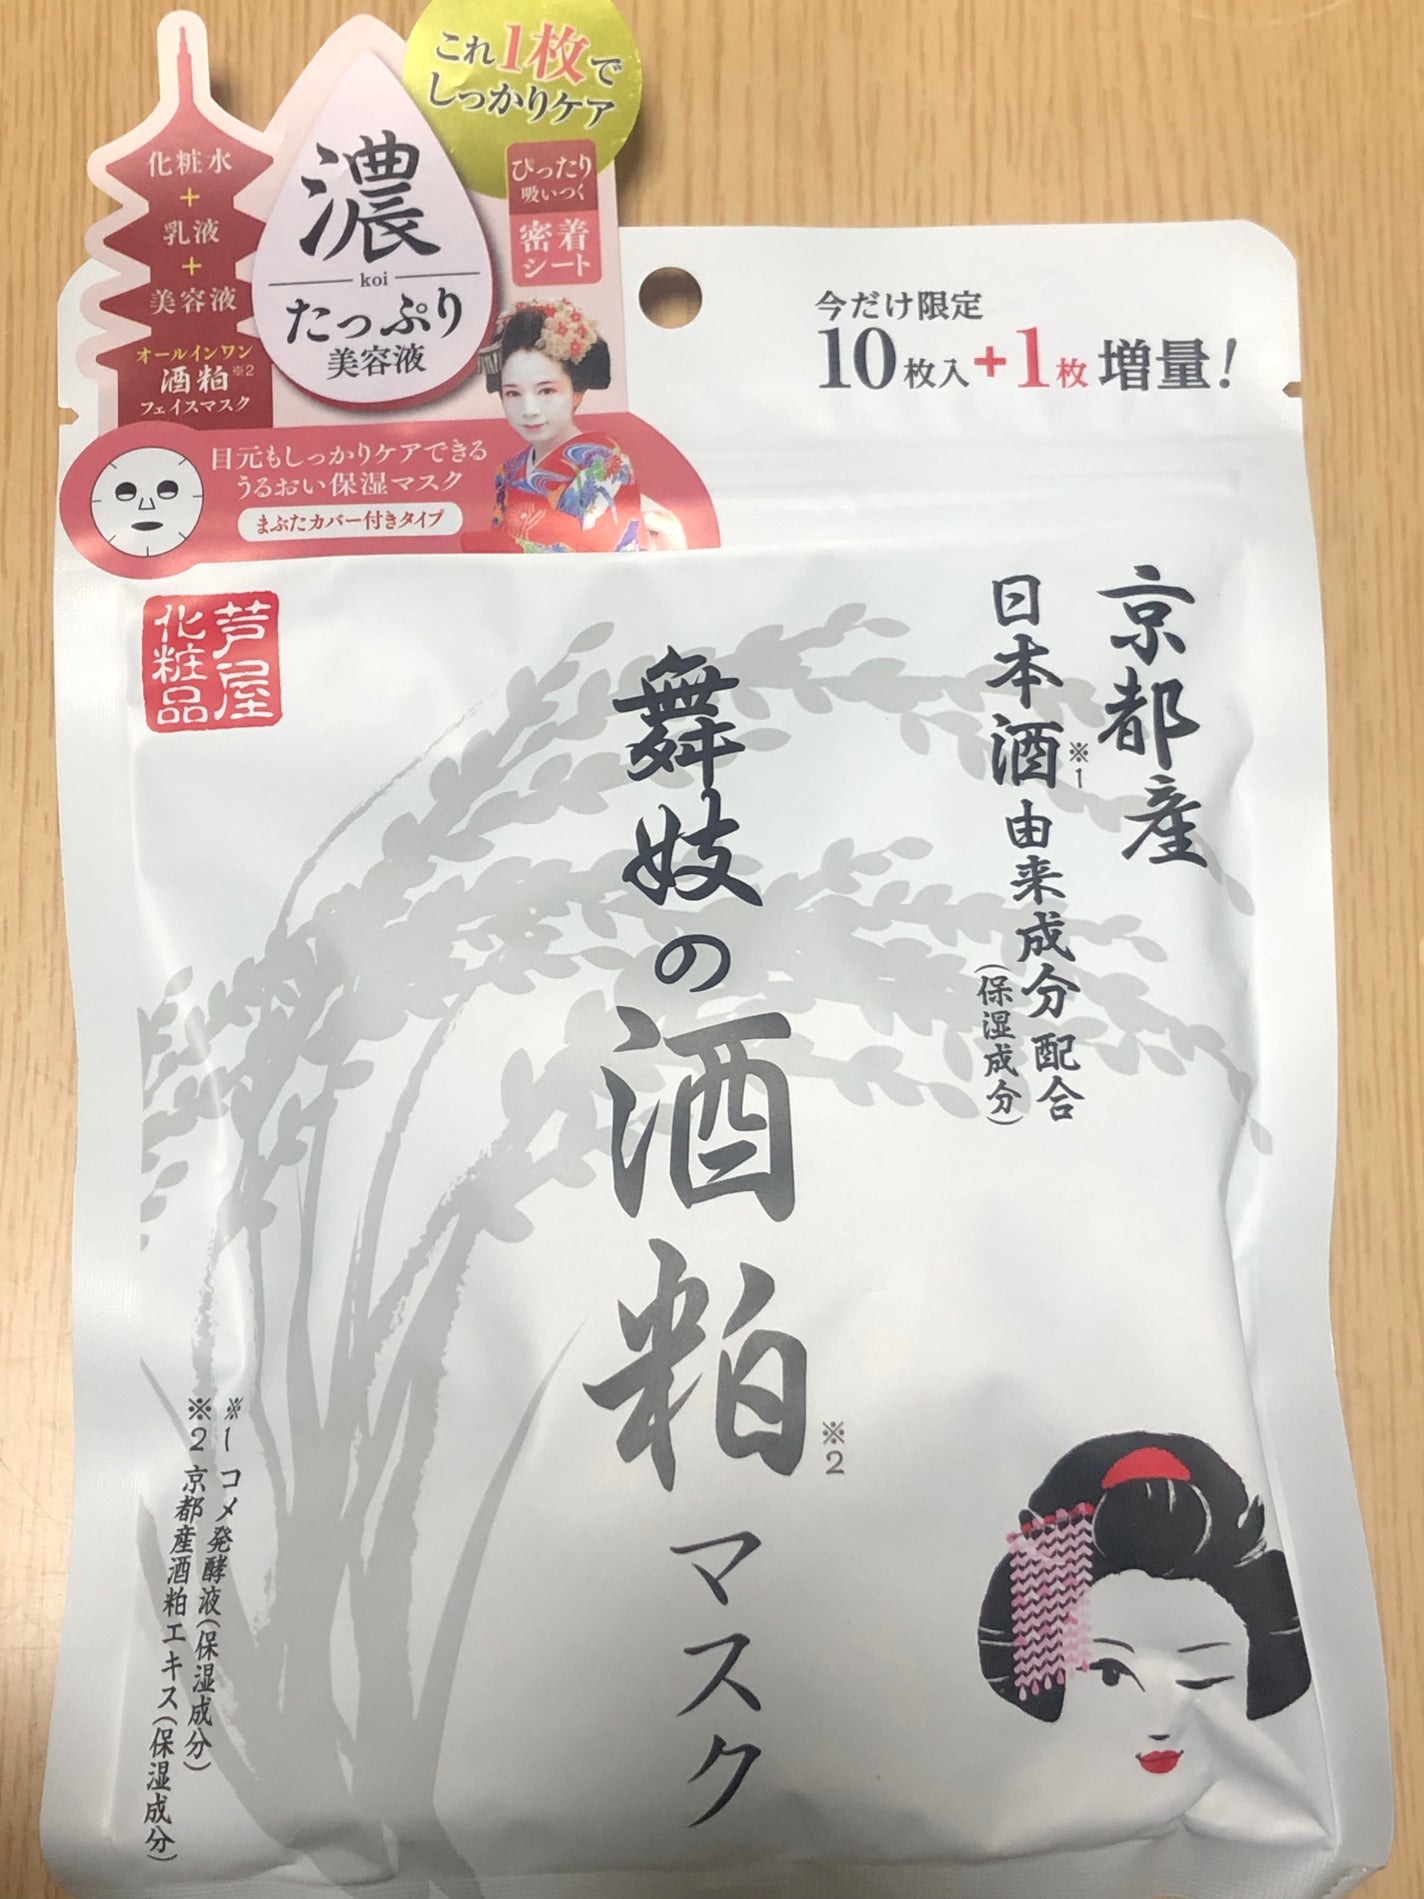 これ1枚で
しっかりケア
化粧水
+
乳液
+
美容液
オールインワン
酒粕※2
フェイスマスク
濃
koi
たっぷり
美容液
ぴったり
吸いつく
密着
シート
目元もしっかりケアできる
うるおい保湿マスク
まぶたカバー付きタイプ
今だけ限定
10枚入+1枚増量!
芦屋
化粧品
京都産
日本酒※1由来成分配合
(保湿成分)
舞妓の酒粕※2マスク
※1 コメ発酵液(保湿成分)
※2 京都産酒粕エキス(保湿成分)